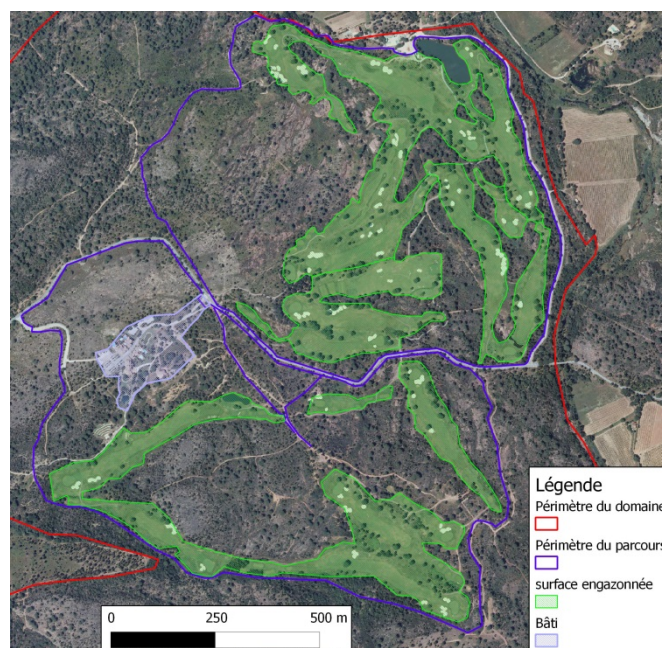 Légende
Périmètre du domaine
Périmètre du parcours
surface engazonnée
Bâti
0 250 500 m